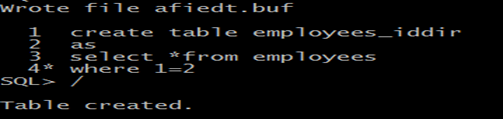 Wrote file afiedt.buf
1 create table employees_iddir
2 as
3 select *from employees
4* where 1=2
SQL> /
Table created.